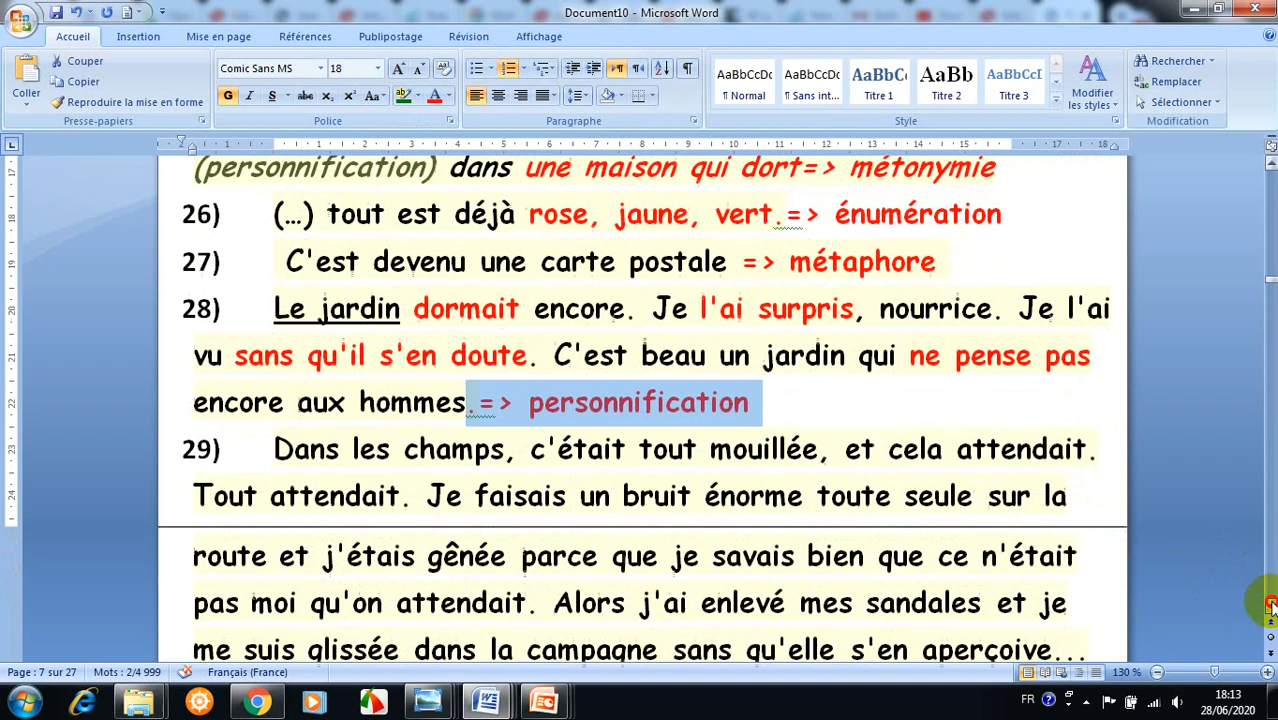 Document10 - Microsoft Word
Accueil Insertion Mise en page Références Publipostage Révision Affichage
Coller
Couper
Copier
Reproduire la mise en forme
Presse-papiers
Comic Sans MS 18
G I S abc x₂ x² Aa
Police
Paragraphe
AaBbCcDc AaBbCcDc AaBbC AaBb AaBbCcI
¶ Normal ¶ Sans int... Titre 1 Titre 2 Titre 3
Style
Modifier les styles
Rechercher
Remplacer
Sélectionner
Modification
(personnification) dans une maison qui dort=> métonymie
26) (…) tout est déjà rose, jaune, vert.=> énumération
27) C'est devenu une carte postale => métaphore
28) Le jardin dormait encore. Je l'ai surpris, nourrice. Je l'ai
vu sans qu'il s'en doute. C'est beau un jardin qui ne pense pas
encore aux hommes.=> personnification
29) Dans les champs, c'était tout mouillée, et cela attendait.
Tout attendait. Je faisais un bruit énorme toute seule sur la
route et j'étais gênée parce que je savais bien que ce n'était
pas moi qu'on attendait. Alors j'ai enlevé mes sandales et je
me suis glissée dans la campagne sans qu'elle s'en aperçoive...
Page : 7 sur 27 Mots : 2/4 999 Français (France) 130 %
FR 18:13
28/06/2020